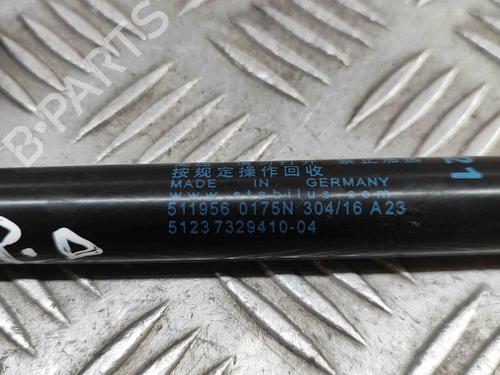 B-PARTS
按规定操作回收
MADE IN GERMANY
www.stabilus.com
511956 0175N 304/16 A23
51237329410-04
21
R.D